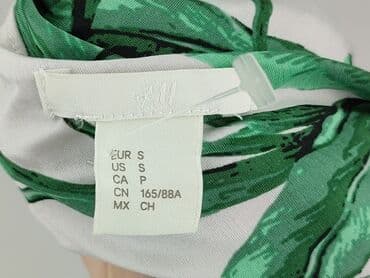 H&M
EUR S
US S
CA P
CN 165/88A
MX CH